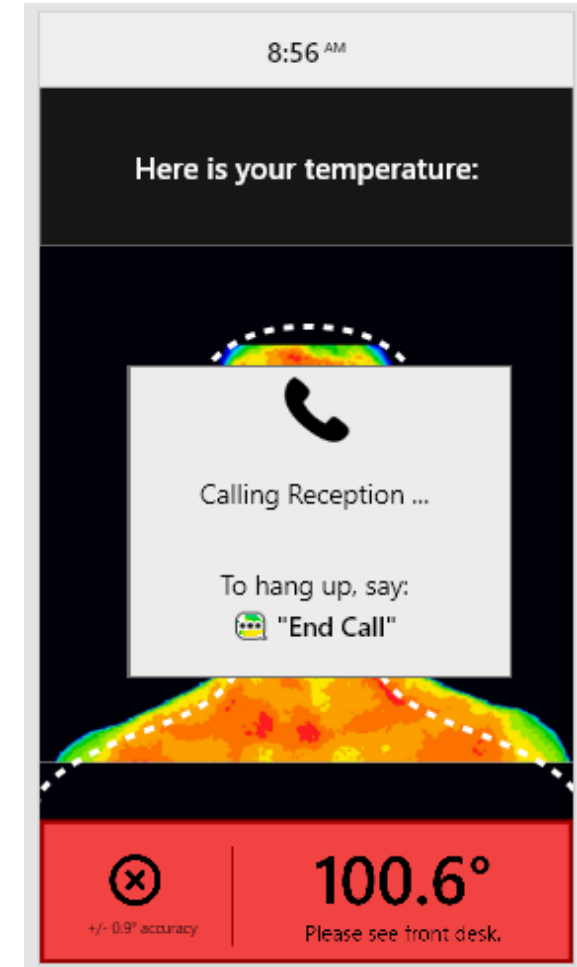 8:56 AM
Here is your temperature:
Calling Reception ...
To hang up, say:
"End Call"
+/- 0.9° accuracy
100.6°
Please see front desk.